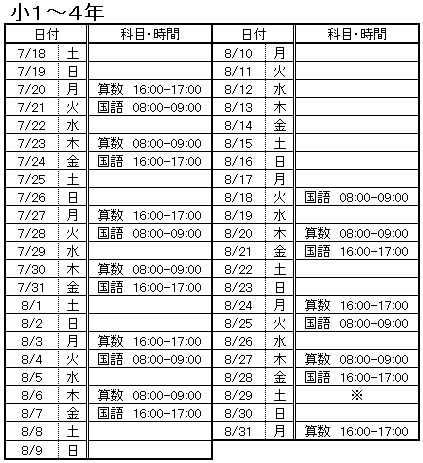 小1～4年
日付 科目・時間 日付 科目・時間
7/18 土 8/10 月
7/19 日 8/11 火
7/20 月 算数 16:00-17:00 8/12 水
7/21 火 国語 08:00-09:00 8/13 木
7/22 水 8/14 金
7/23 木 算数 08:00-09:00 8/15 土
7/24 金 国語 16:00-17:00 8/16 日
7/25 土 8/17 月
7/26 日 8/18 火 国語 08:00-09:00
7/27 月 算数 16:00-17:00 8/19 水
7/28 火 国語 08:00-09:00 8/20 木 算数 08:00-09:00
7/29 水 8/21 金 国語 16:00-17:00
7/30 木 算数 08:00-09:00 8/22 土
7/31 金 国語 16:00-17:00 8/23 日
8/1 土 8/24 月 算数 16:00-17:00
8/2 日 8/25 火 国語 08:00-09:00
8/3 月 算数 16:00-17:00 8/26 水
8/4 火 国語 08:00-09:00 8/27 木 算数 08:00-09:00
8/5 水 8/28 金 国語 16:00-17:00
8/6 木 算数 08:00-09:00 8/29 土 ※
8/7 金 国語 16:00-17:00 8/30 日
8/8 土 8/31 月 算数 16:00-17:00
8/9 日